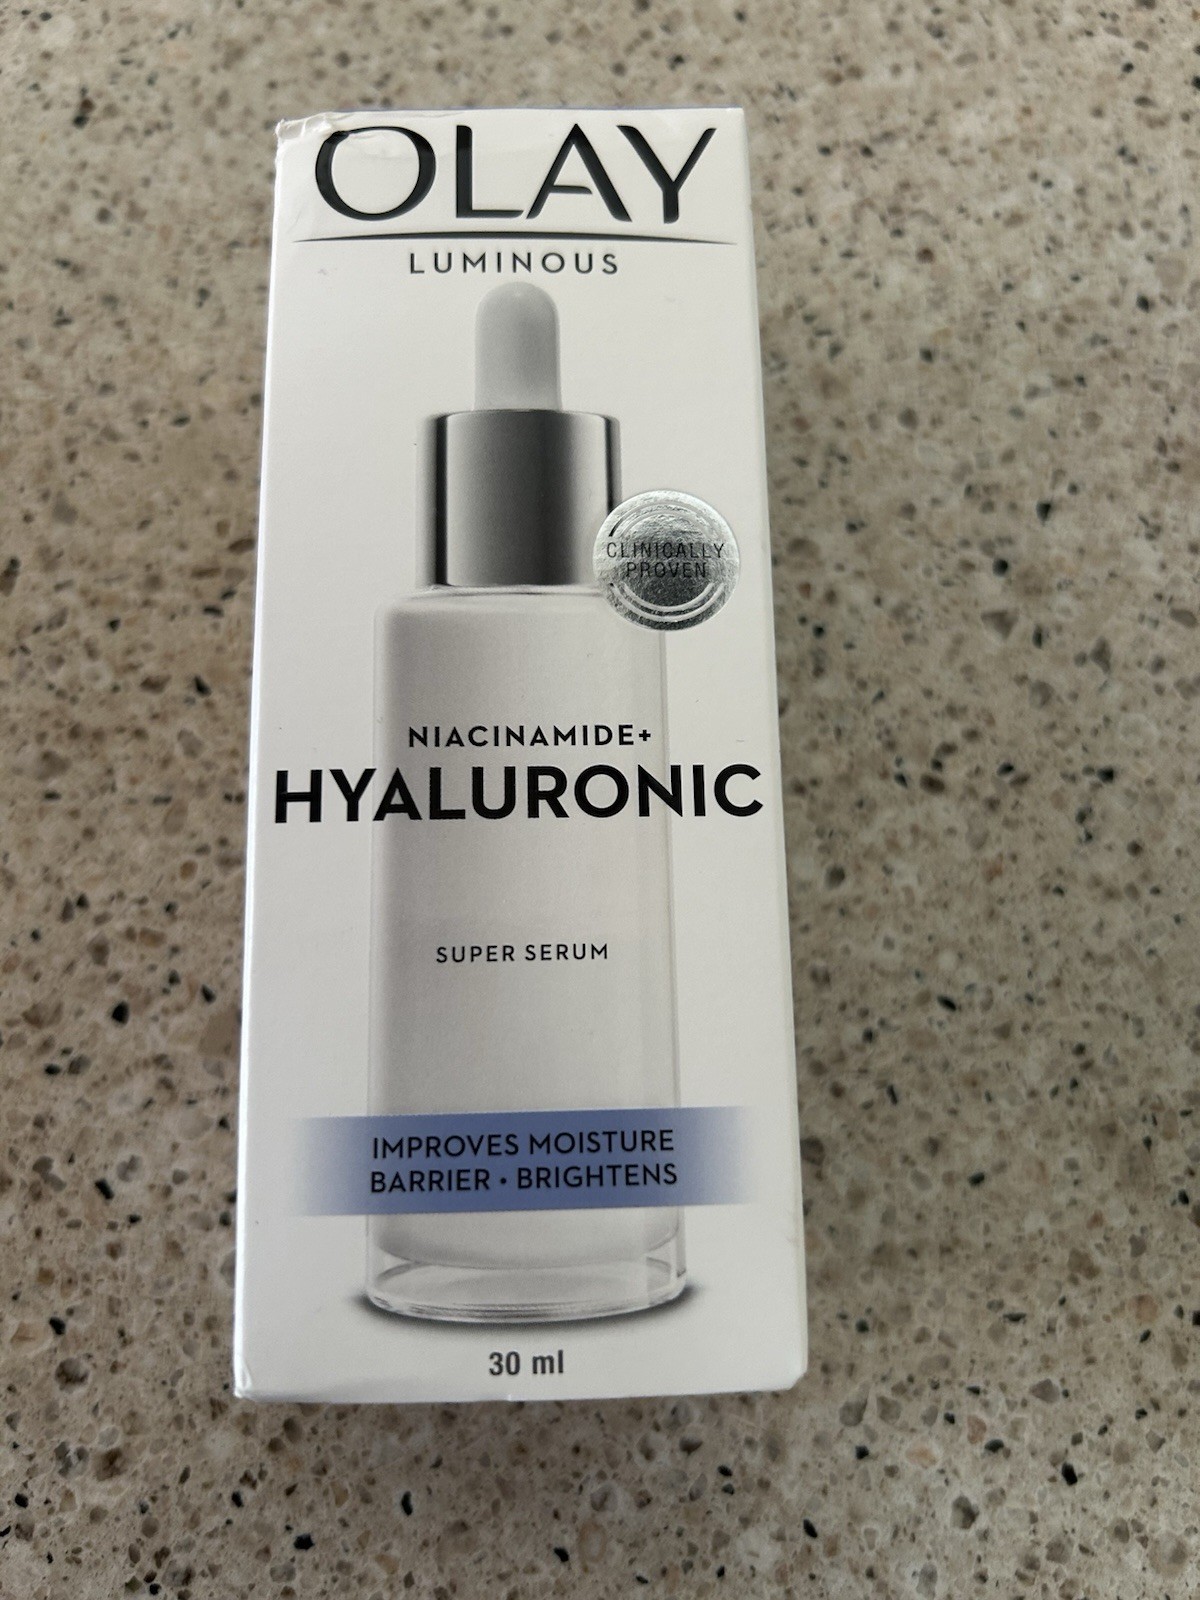 OLAY
LUMINOUS
CLINICALLY
PROVEN
NIACINAMIDE+
HYALURONIC
SUPER SERUM
IMPROVES MOISTURE
BARRIER • BRIGHTENS
30 ml